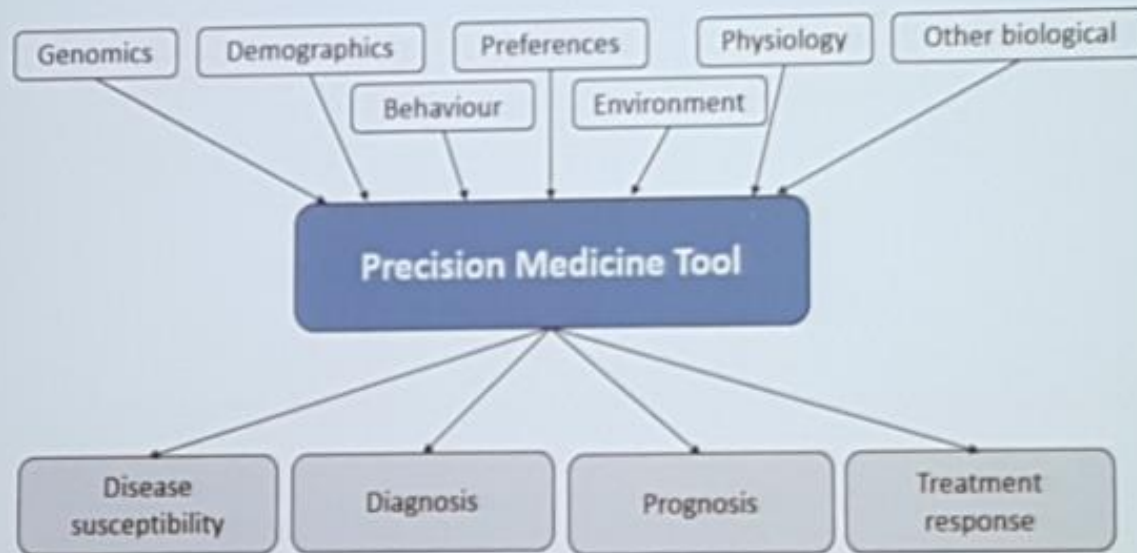 Genomics
Demographics
Preferences
Physiology
Other biological
Behaviour
Environment
Precision Medicine Tool
Disease
susceptibility
Diagnosis
Prognosis
Treatment
response